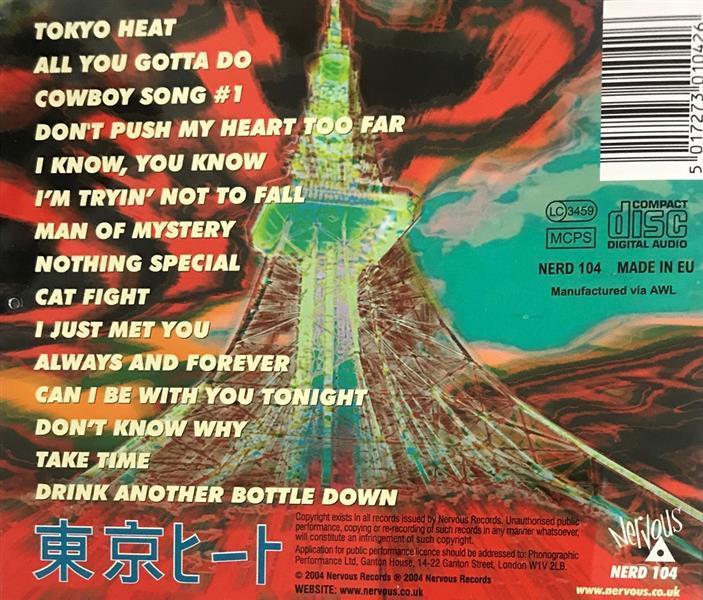 TOKYO HEAT
ALL YOU GOTTA DO
COWBOY SONG #1
DON'T PUSH MY HEART TOO FAR
I KNOW, YOU KNOW
I'M TRYIN' NOT TO FALL
MAN OF MYSTERY
NOTHING SPECIAL
CAT FIGHT
I JUST MET YOU
ALWAYS AND FOREVER
CAN I BE WITH YOU TONIGHT
DON'T KNOW WHY
TAKE TIME
DRINK ANOTHER BOTTLE DOWN
東京ヒート
5 017273 010426
LC 3459
MCPS
COMPACT
disc
DIGITAL AUDIO
NERD 104 MADE IN EU
Manufactured via AWL
Copyright exists in all records issued by Nervous Records. Unauthorised public
performance, copying or re-recording of such records in any manner whatsoever,
will constitute an infringement of such copyright.
Application for public performance licence should be addressed to: Phonographic
Performance Ltd, Ganton House, 14-22 Ganton Street, London W1V 2LB.
© 2004 Nervous Records ℗ 2004 Nervous Records
WEBSITE: www.nervous.co.uk
Nervous
NERD 104
www.nervous.co.uk